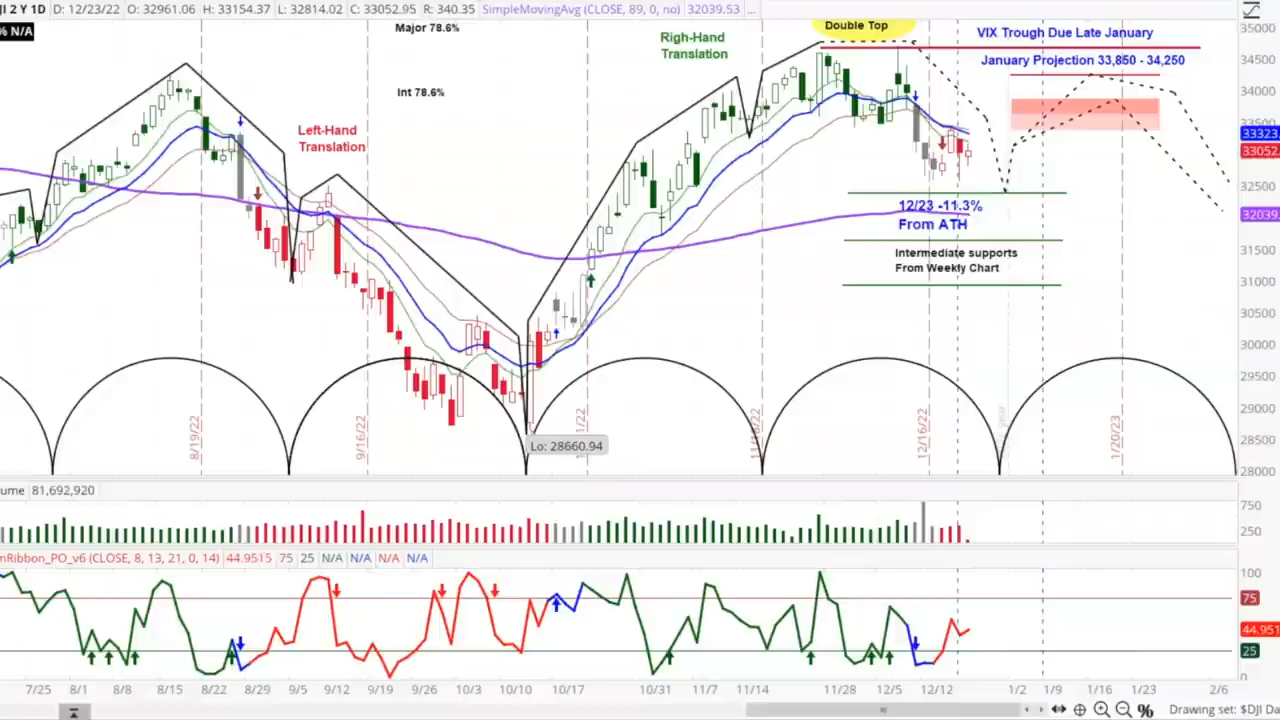 JI 2 Y 1D D: 12/23/22 O: 32961.06 H: 33154.37 L: 32814.02 C: 33052.95 R: 340.35 SimpleMovingAvg (CLOSE, 89, 0, no) 32039.53 ...
% N/A
Major 78.6%
Double Top
VIX Trough Due Late January
Righ-Hand
Translation
January Projection 33,850 - 34,250
Int 78.6%
Left-Hand
Translation
12/23 -11.3%
From ATH
Intermediate supports
From Weekly Chart
35000
34500
34000
33500
33323.
33052.
32500
32039.
31500
31000
30500
30000
29500
29000
28500
28000
8/19/22
9/16/22
1/22
12/16/22
1/20/23
Lo: 28660.94
ume 81,692,920
750
250
nRibbon_PO_v6 (CLOSE, 8, 13, 21, 0, 14) 44.9515 75 25 N/A N/A N/A N/A
100
75
44.951
25
0
7/25 8/1 8/8 8/15 8/22 8/29 9/5 9/12 9/19 9/26 10/3 10/10 10/17 10/31 11/7 11/14 11/28 12/5 12/12 1/2 1/9 1/16 1/23 2/6
Drawing set: $DJI Da